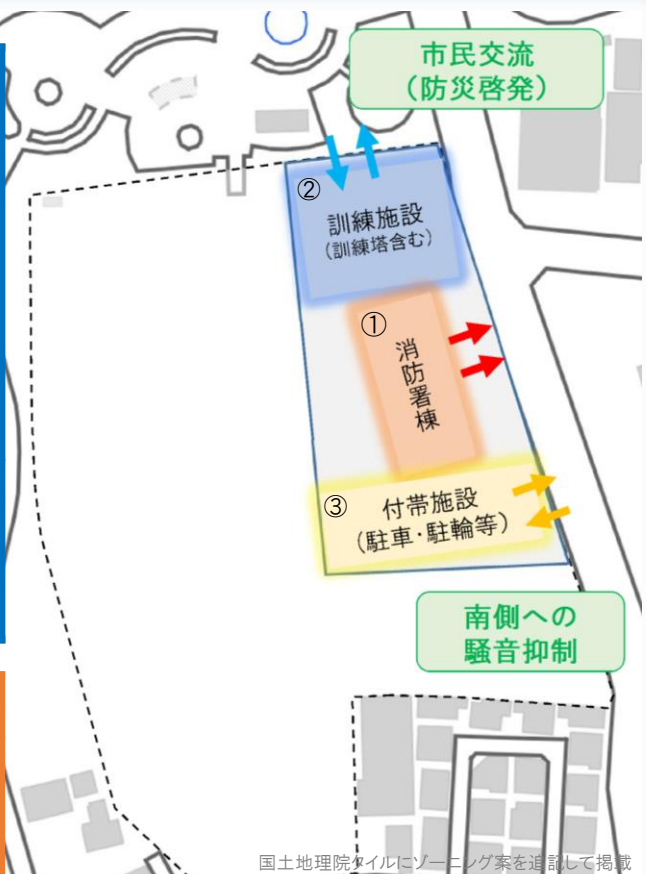 市民交流
（防災啓発）
②
訓練施設
（訓練塔含む）
①
消防署棟
③
付帯施設
（駐車・駐輪等）
南側への
騒音抑制
国土地理院タイルにゾーニング案を追記して掲載